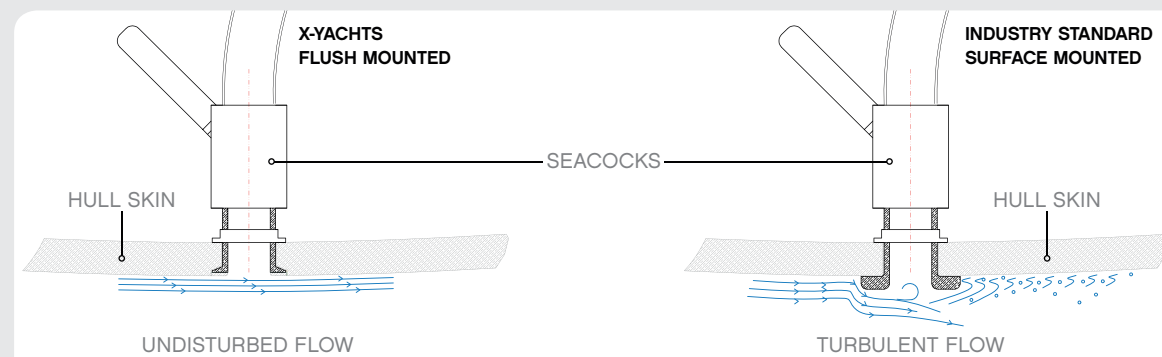 X-YACHTS
FLUSH MOUNTED
INDUSTRY STANDARD
SURFACE MOUNTED
SEACOCKS
HULL SKIN
HULL SKIN
UNDISTURBED FLOW
TURBULENT FLOW